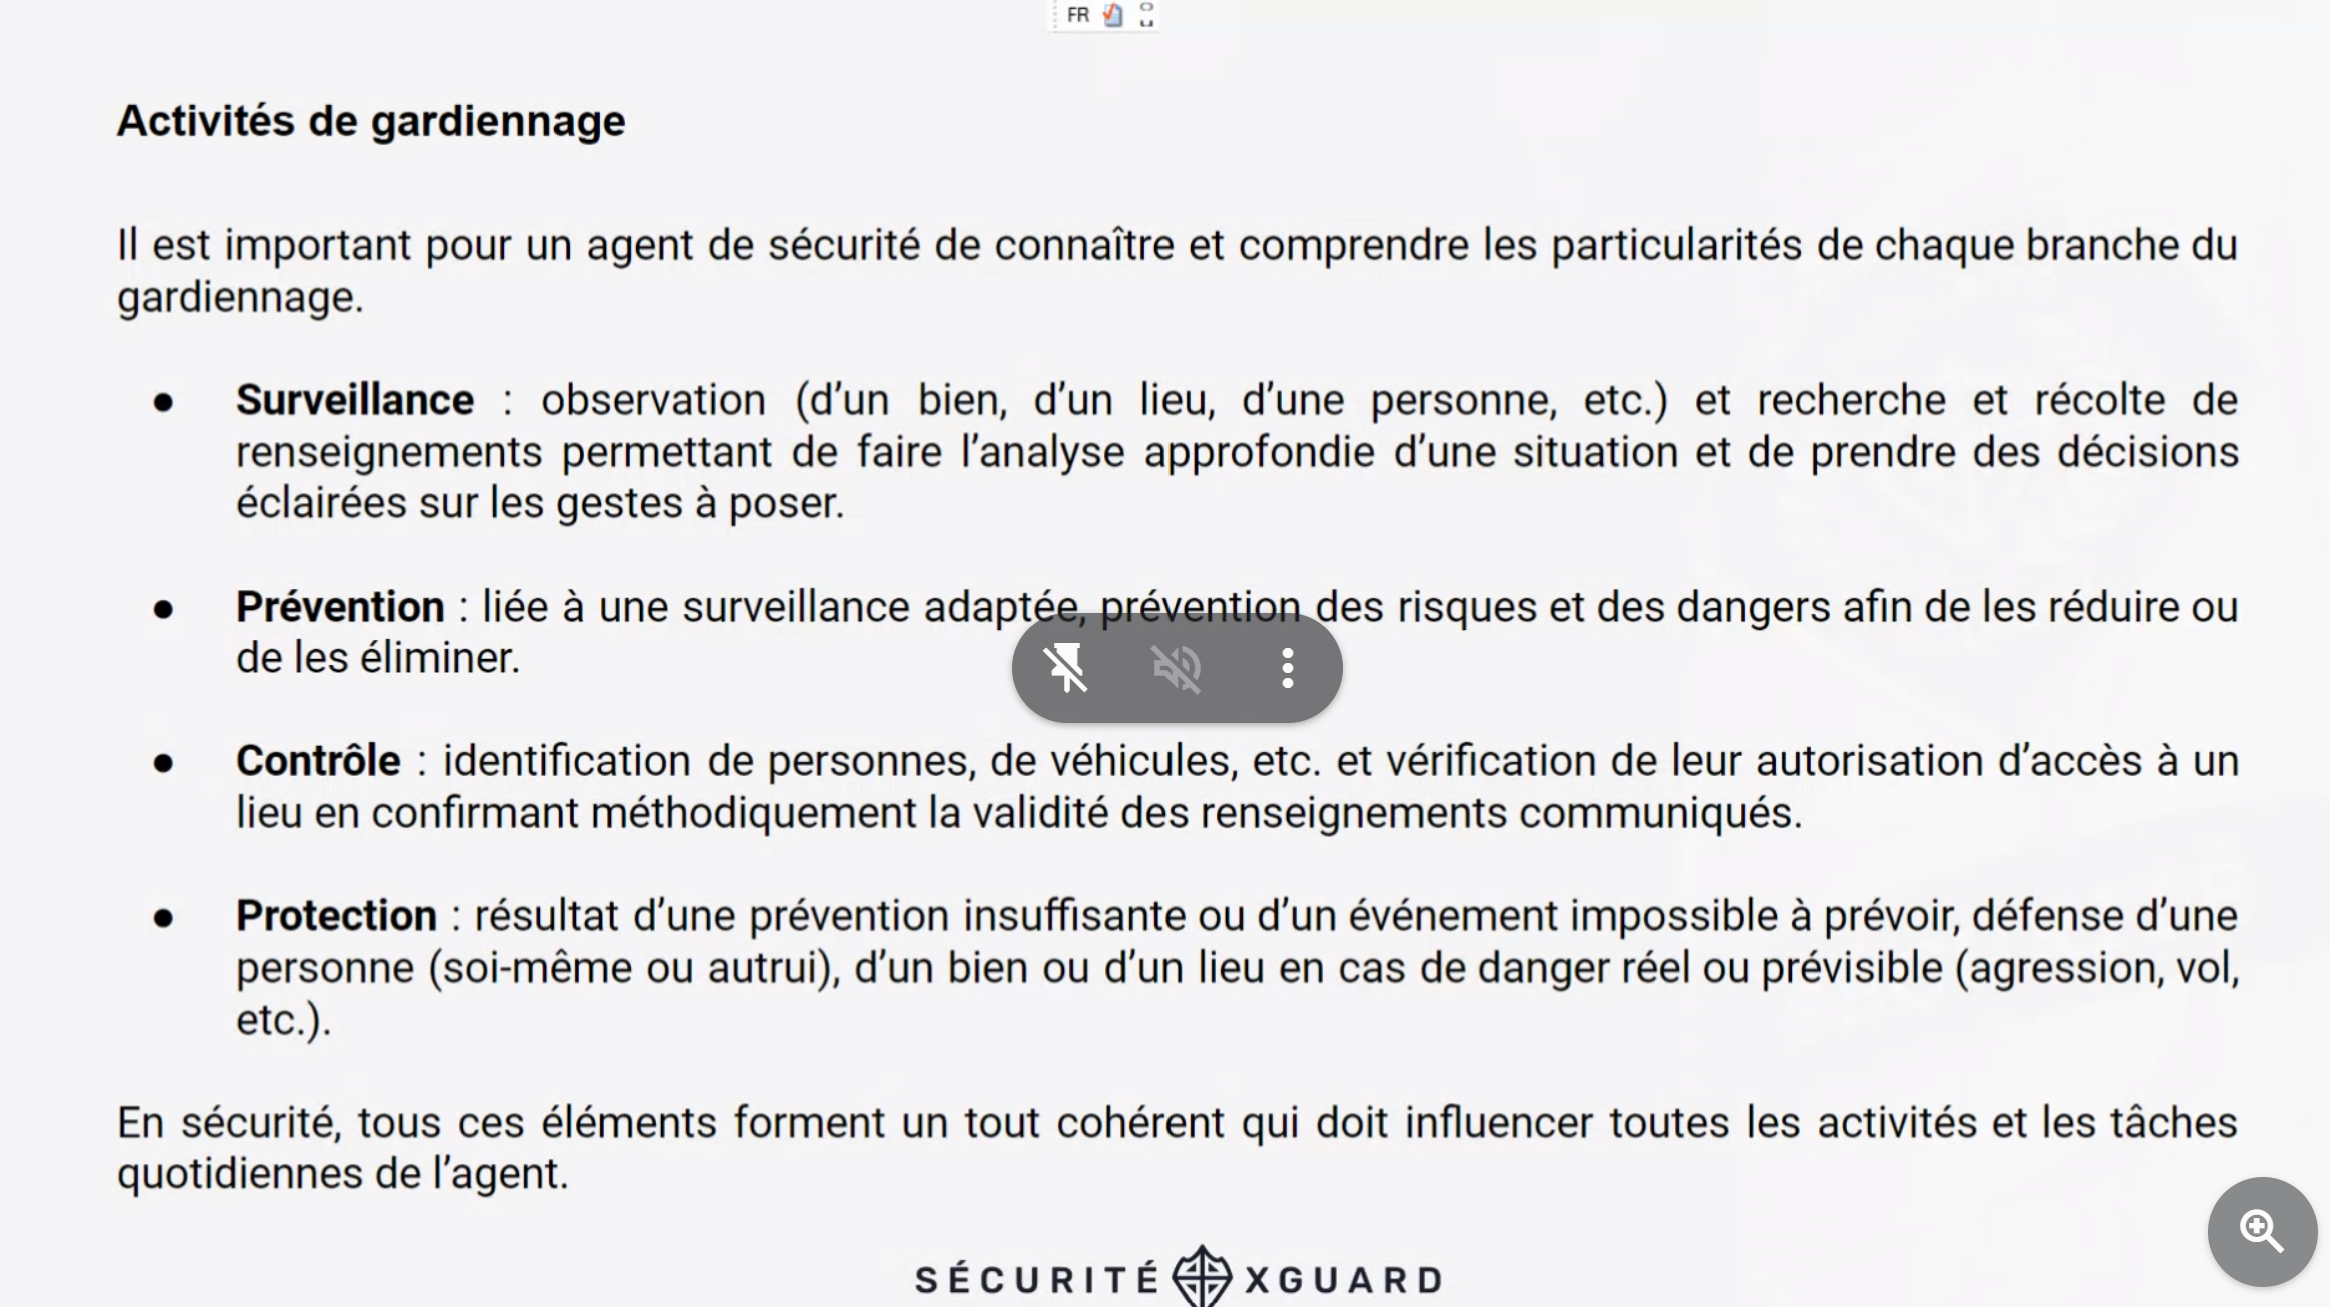 FR
Activités de gardiennage
Il est important pour un agent de sécurité de connaître et comprendre les particularités de chaque branche du
gardiennage.
● Surveillance : observation (d’un bien, d’un lieu, d’une personne, etc.) et recherche et récolte de
renseignements permettant de faire l’analyse approfondie d’une situation et de prendre des décisions
éclairées sur les gestes à poser.
● Prévention : liée à une surveillance adaptée, prévention des risques et des dangers afin de les réduire ou
de les éliminer.
● Contrôle : identification de personnes, de véhicules, etc. et vérification de leur autorisation d’accès à un
lieu en confirmant méthodiquement la validité des renseignements communiqués.
● Protection : résultat d’une prévention insuffisante ou d’un événement impossible à prévoir, défense d’une
personne (soi-même ou autrui), d’un bien ou d’un lieu en cas de danger réel ou prévisible (agression, vol,
etc.).
En sécurité, tous ces éléments forment un tout cohérent qui doit influencer toutes les activités et les tâches
quotidiennes de l’agent.
SÉCURITÉ XGUARD